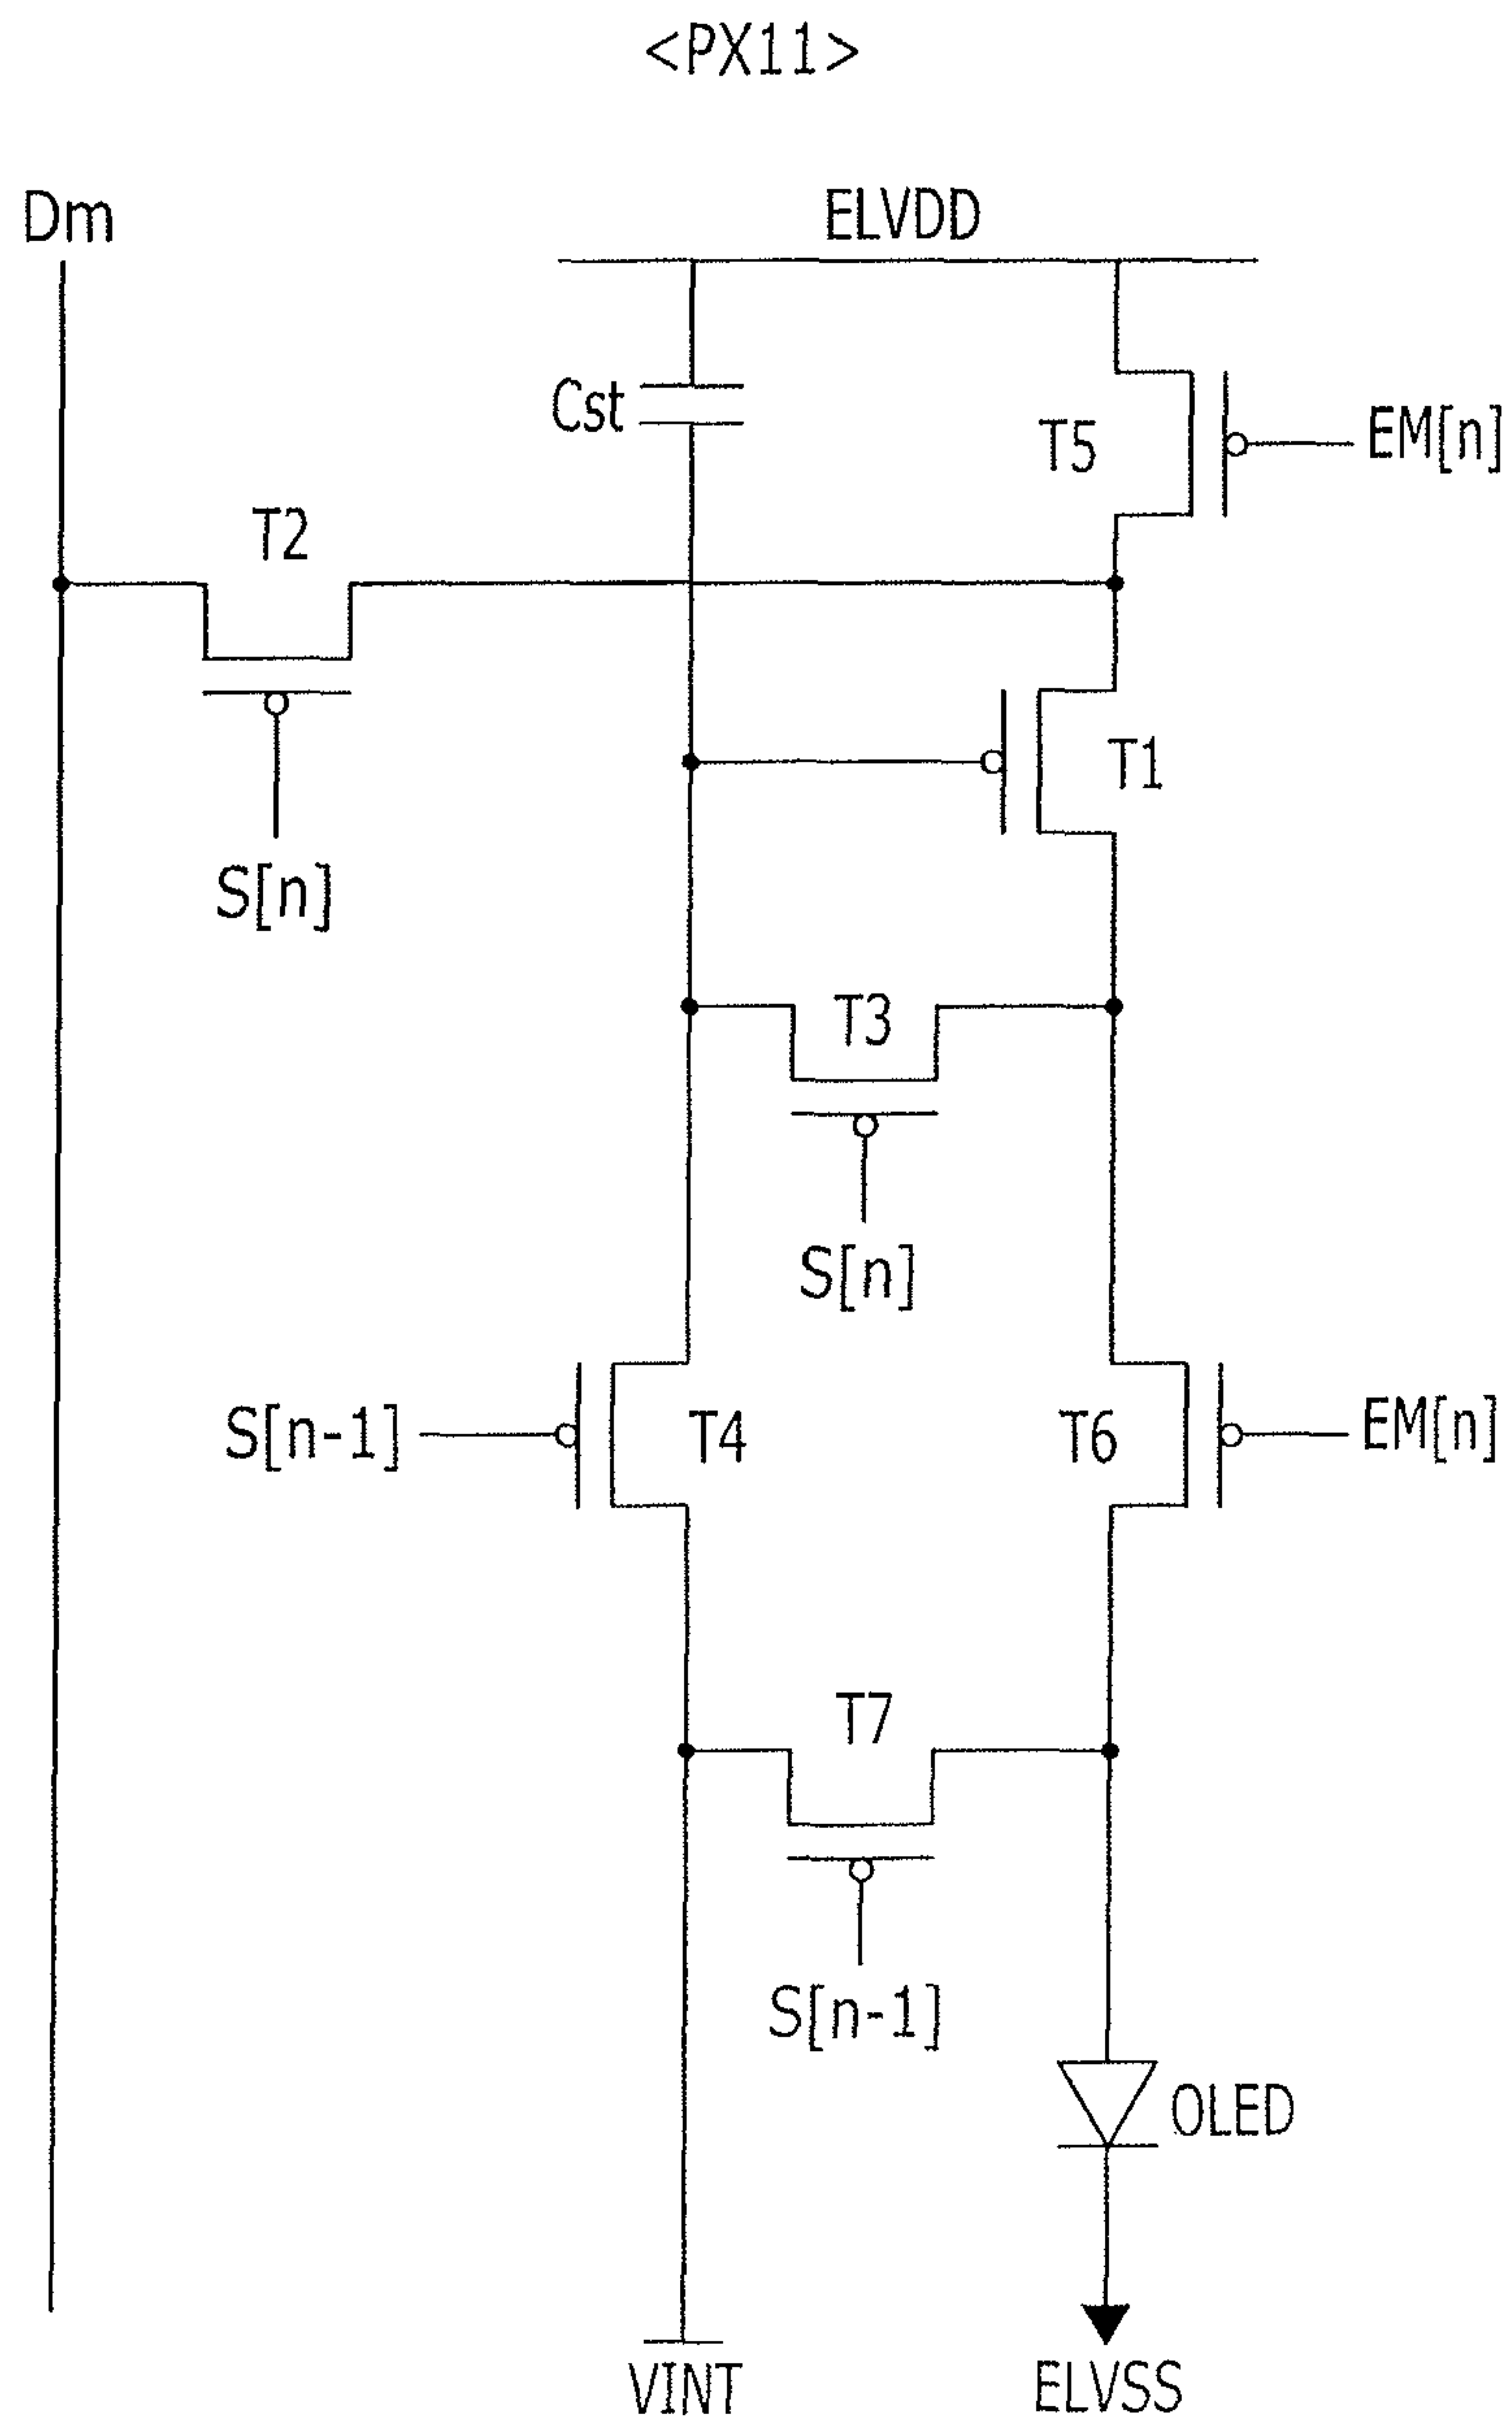 <PX11>
Dm
ELVDD
Cst
T5
EM[n]
T2
T1
S[n]
T3
S[n]
S[n-1]
T4
T6
EM[n]
T7
S[n-1]
OLED
VINT
ELVSS